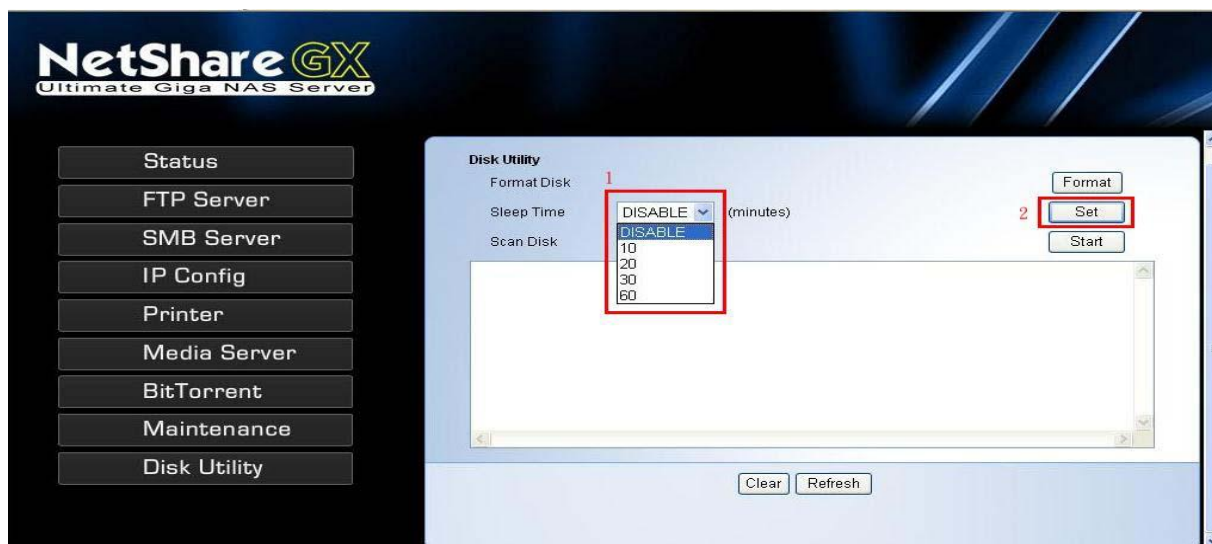 NetShare GX
Ultimate Giga NAS Server
Status
FTP Server
SMB Server
IP Config
Printer
Media Server
BitTorrent
Maintenance
Disk Utility
Disk Utility
Format Disk
1
Format
Sleep Time
DISABLE
(minutes)
2
Set
DISABLE
10
20
30
60
Scan Disk
Start
Clear
Refresh